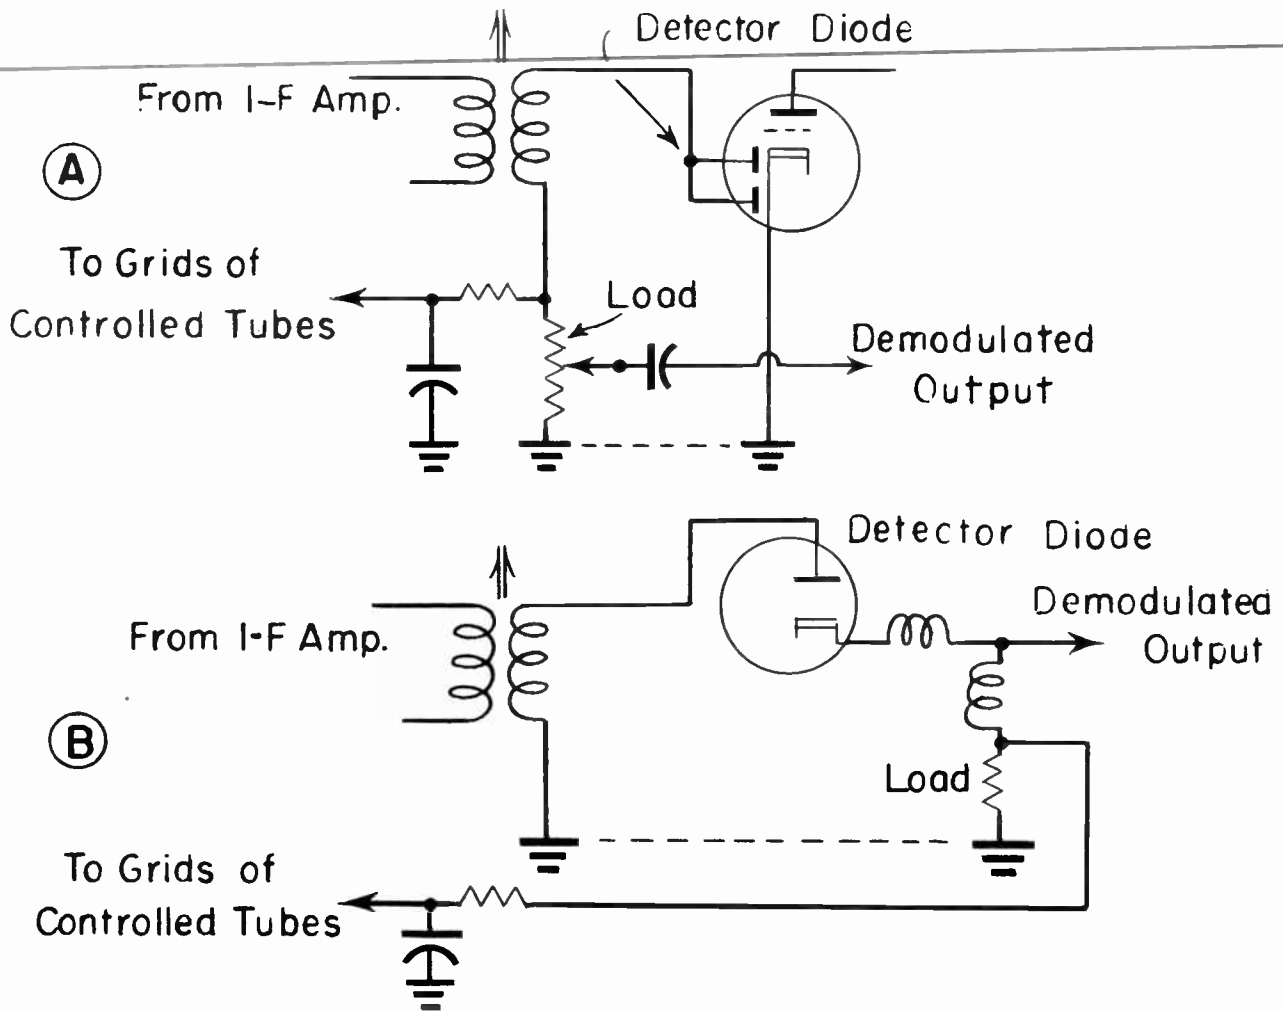 Detector Diode
From I-F Amp.
A
To Grids of
Controlled Tubes
Load
Demodulated
Output
Detector Diode
Demodulated
Output
From I-F Amp.
B
Load
To Grids of
Controlled Tubes